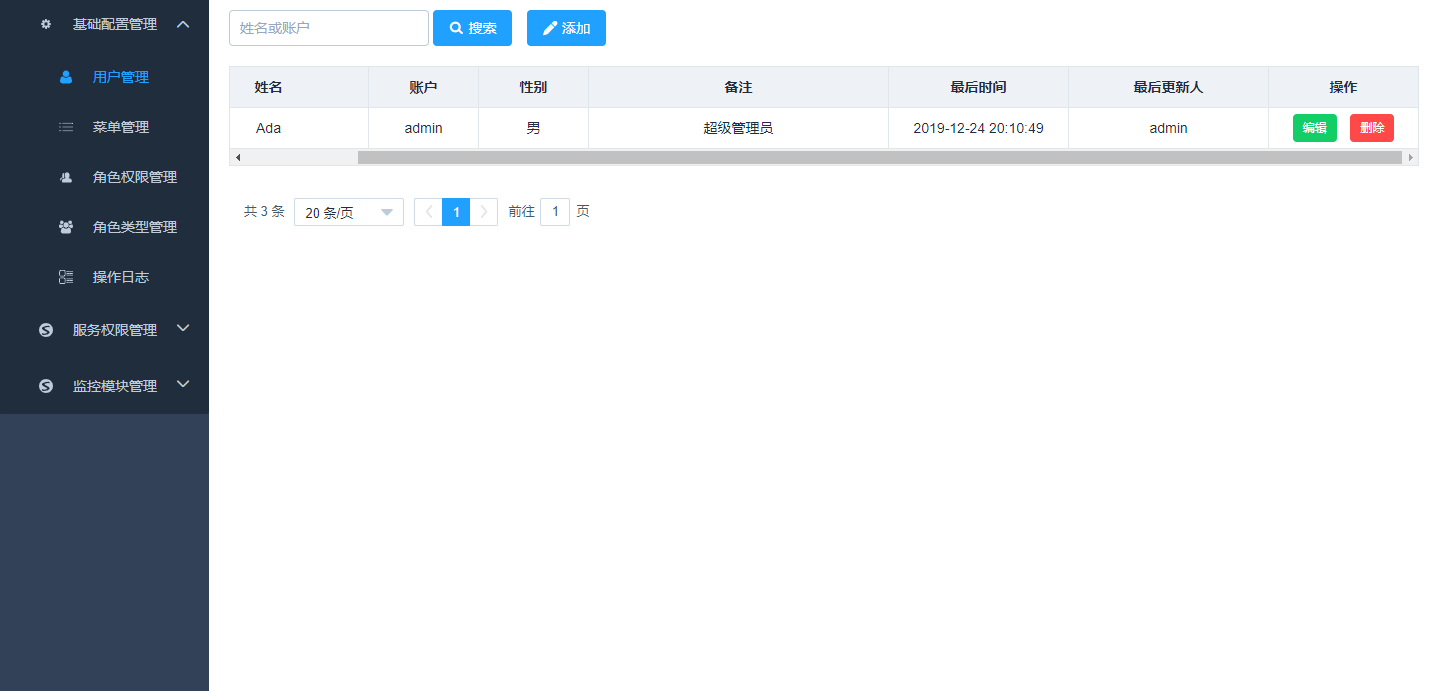 基础配置管理
用户管理
菜单管理
角色权限管理
角色类型管理
操作日志
服务权限管理
监控模块管理
姓名或账户 搜索 添加
姓名 账户 性别 备注 最后时间 最后更新人 操作
Ada admin 男 超级管理员 2019-12-24 20:10:49 admin 编辑 删除
共 3 条 20 条/页 1 前往 1 页